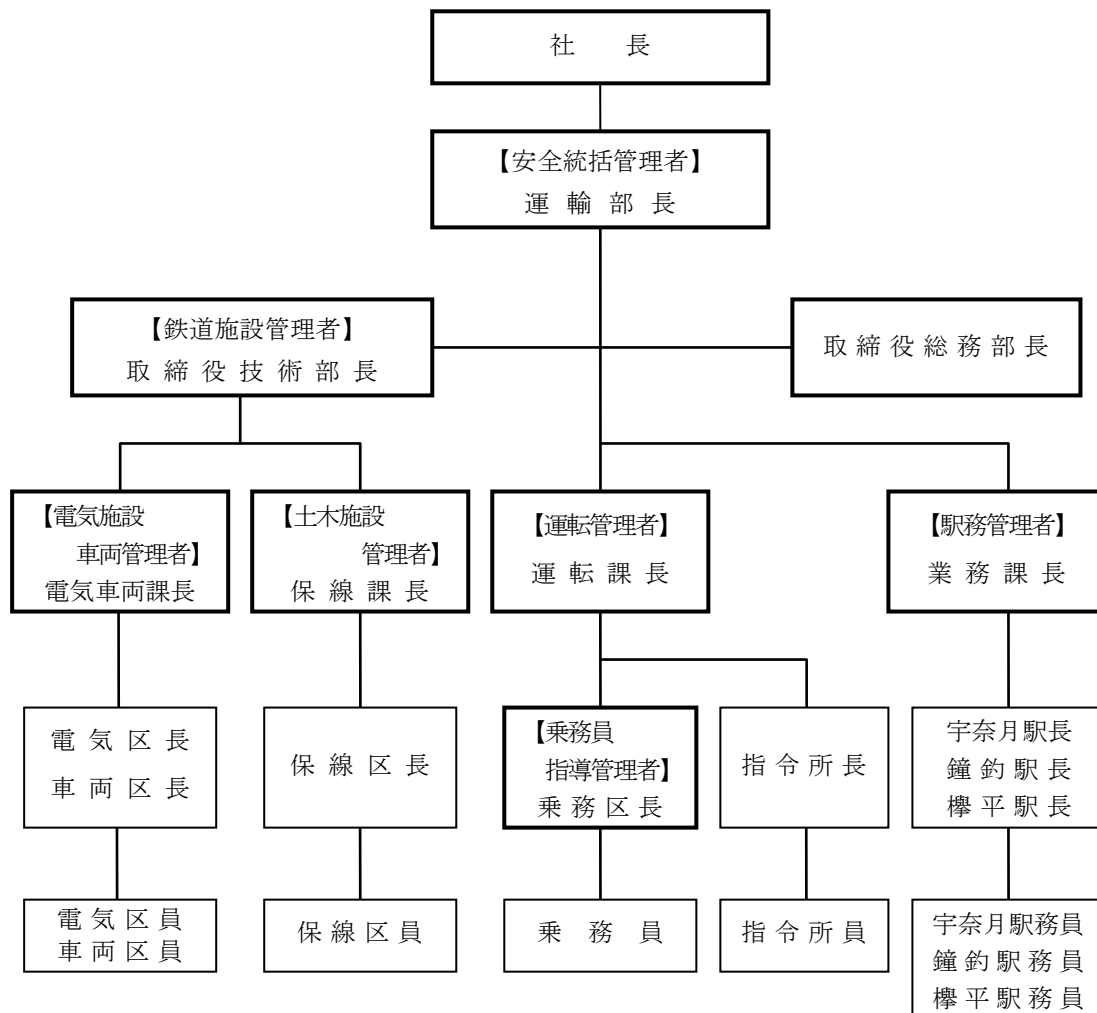 社長
【安全統括管理者】
運輸部長
【鉄道施設管理者】
取締役技術部長
取締役総務部長
【電気施設
車両管理者】
電気車両課長
【土木施設
管理者】
保線課長
【運転管理者】
運転課長
【駅務管理者】
業務課長
電気区長
車両区長
保線区長
【乗務員
指導管理者】
乗務区長
指令所長
宇奈月駅長
鐘釣駅長
欅平駅長
電気区員
車両区員
保線区員
乗務員
指令所員
宇奈月駅務員
鐘釣駅務員
欅平駅務員